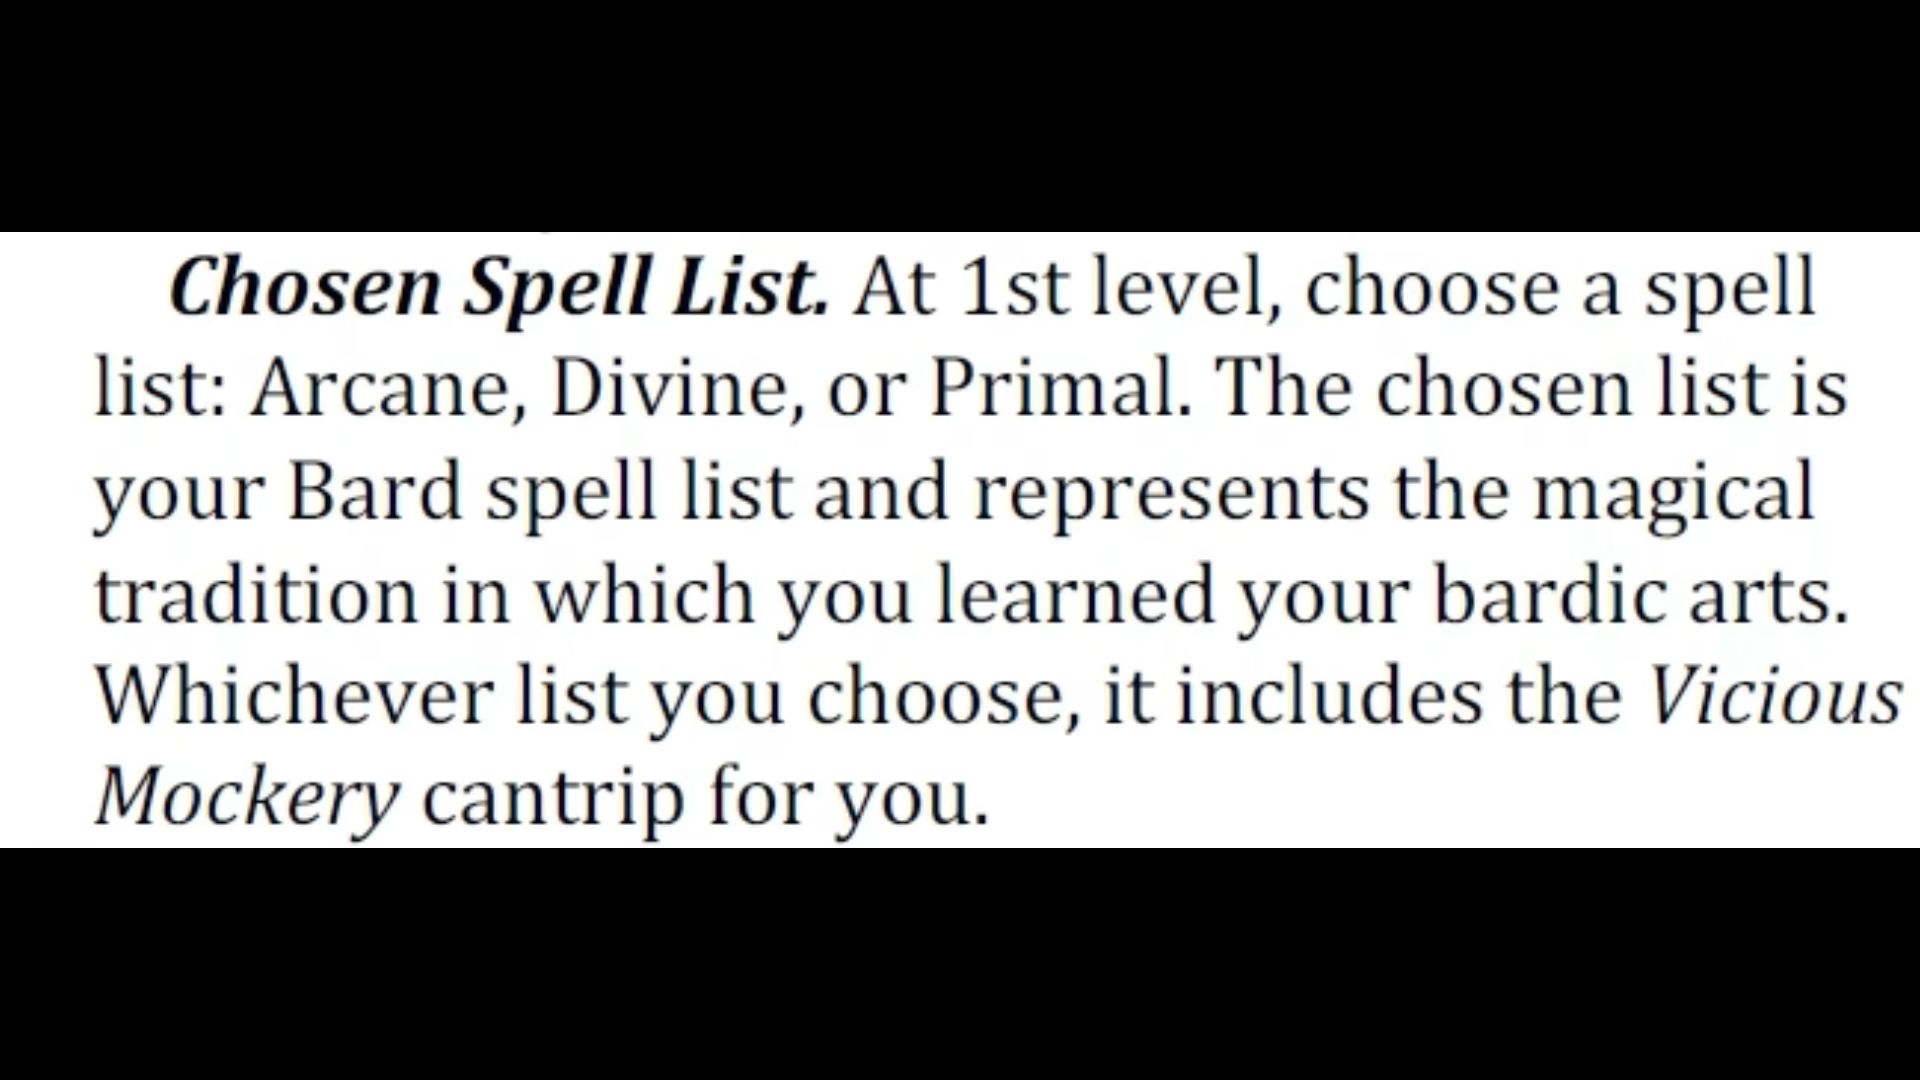 Chosen Spell List. At 1st level, choose a spell
list: Arcane, Divine, or Primal. The chosen list is
your Bard spell list and represents the magical
tradition in which you learned your bardic arts.
Whichever list you choose, it includes the Vicious
Mockery cantrip for you.